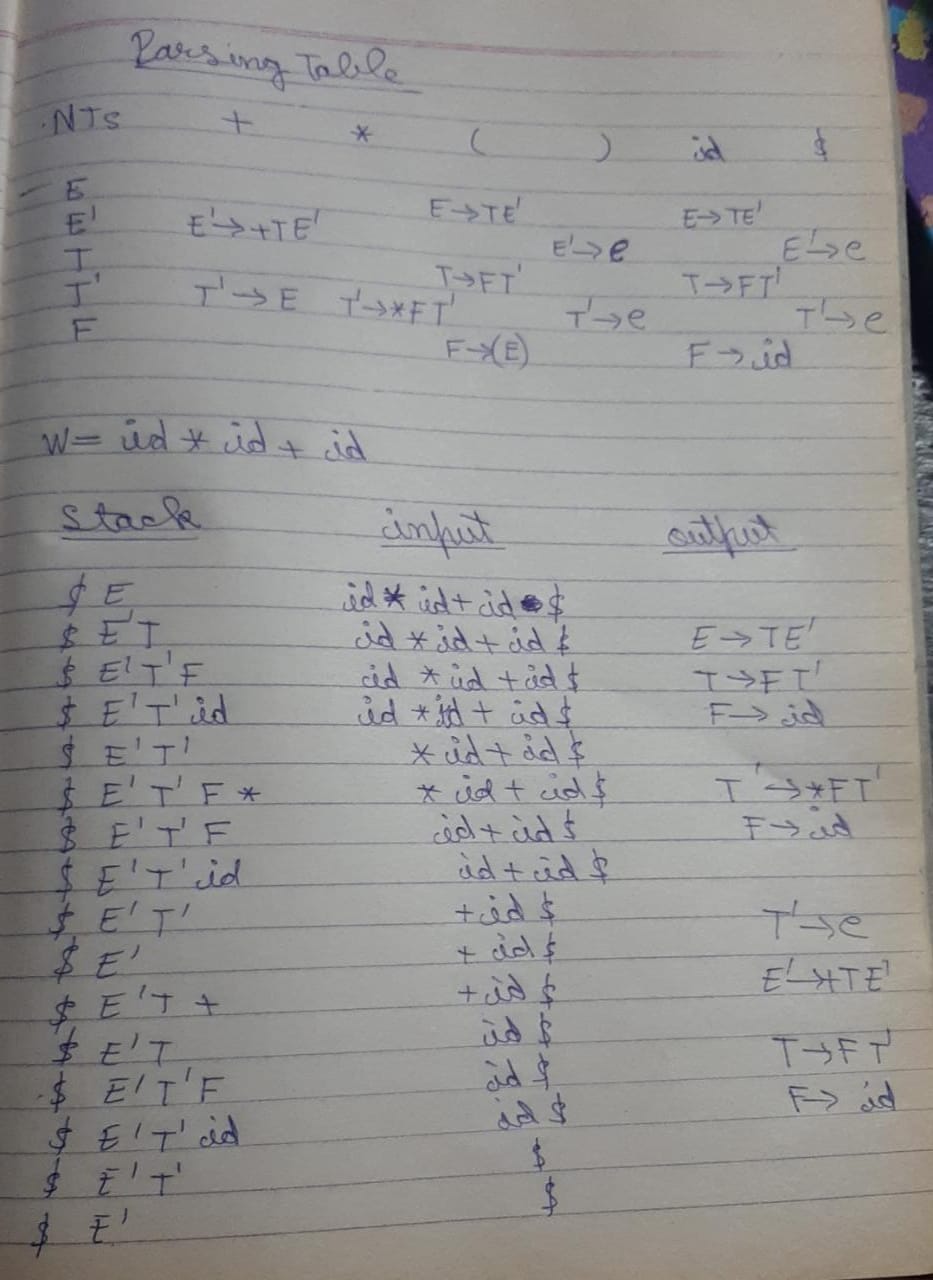 Parsing Table
NTs + * ( ) id $
E E→TE' E→TE'
E' E'→+TE' E'→e E'→e
T T→FT' T→FT'
T' T'→E T'→*FT' T'→e T'→e
F F→(E) F→id
W= id * id + id
Stack input output
$ E id * id + id $
$ E'T id * id + id $ E→TE'
$ E'T'F id * id + id $ T→FT'
$ E'T'id id * id + id $ F→id
$ E'T' * id + id $
$ E'T'F* * id + id $ T'→*FT'
$ E'T'F id + id $ F→id
$ E'T'id id + id $
$ E'T' + id $ T'→e
$ E' + id $
$ E'T+ + id $ E'→+TE'
$ E'T id $ T→FT'
$ E'T'F id $ F→id
$ E'T'id id $
$ E'T' $
$ E' $